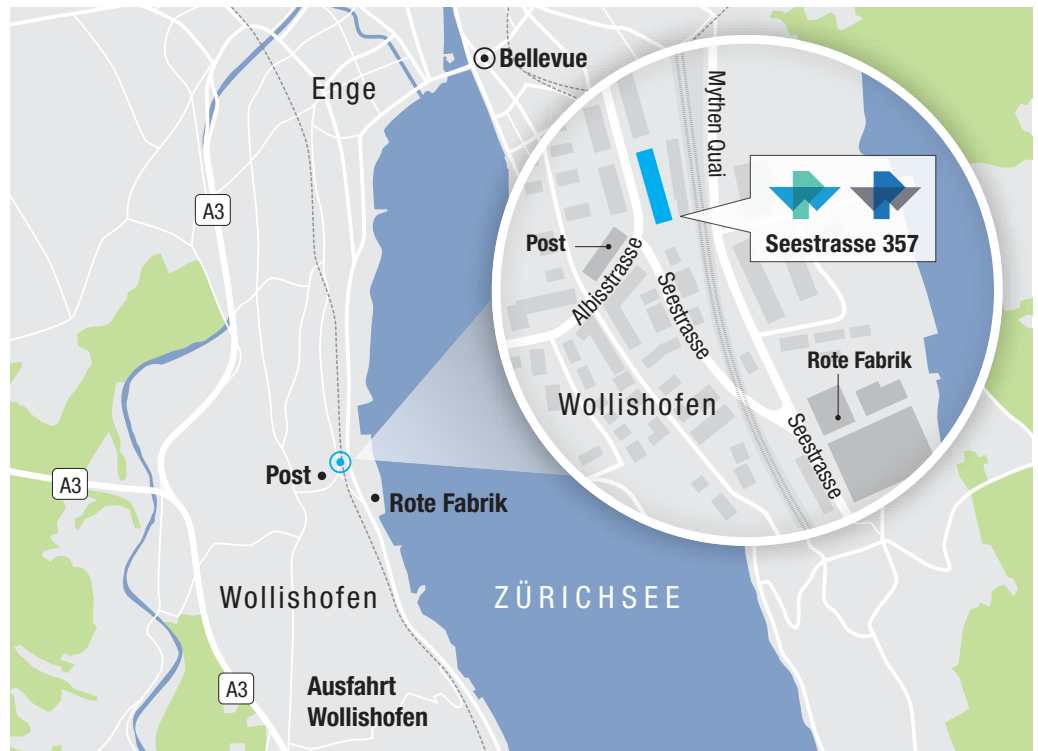 Bellevue
Enge
Mythen Quai
A3
Seestrasse 357
Post
Albisstrasse
Seestrasse
Rote Fabrik
Wollishofen
Seestrasse
Post
A3
Rote Fabrik
Wollishofen
ZÜRICHSEE
A3
Ausfahrt
Wollishofen